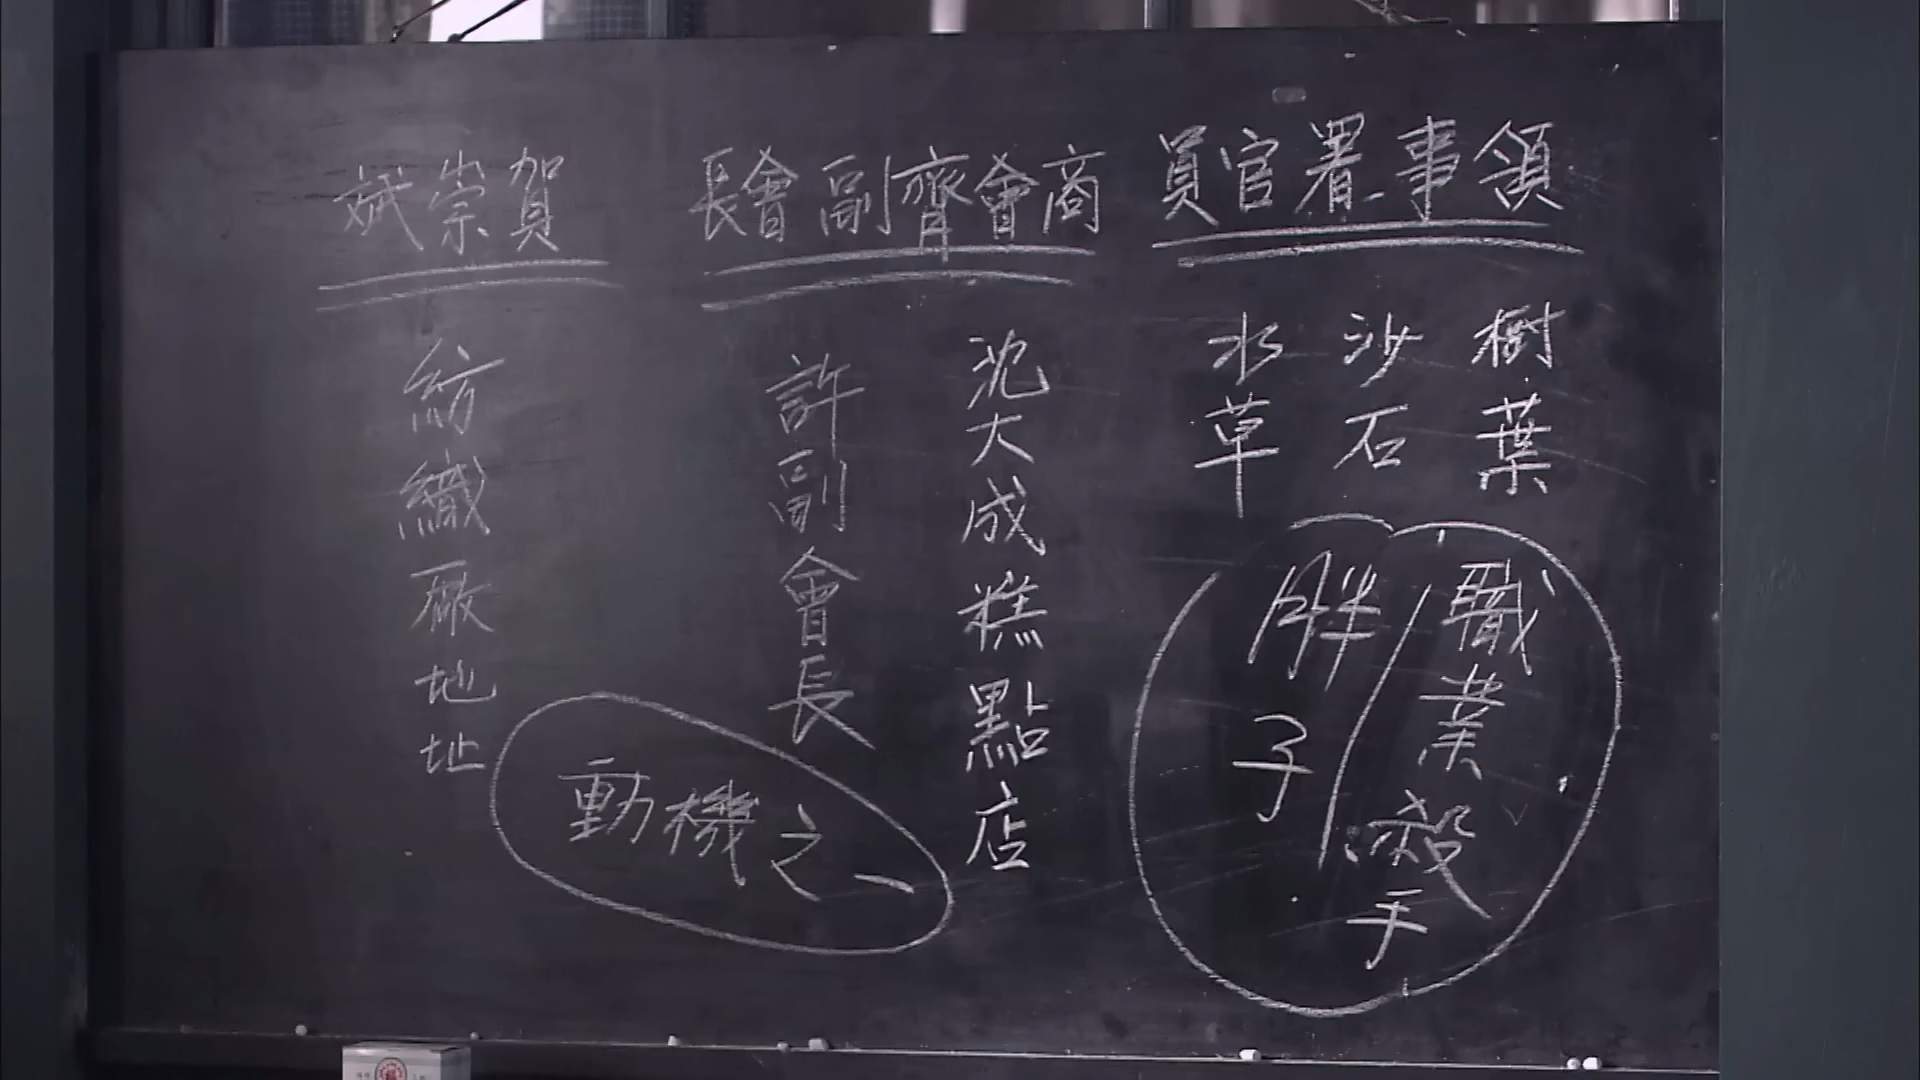 領事署官員
樹葉
沙石
水草
職業殺手
胖子
商會齊副會長
沈大成糕點店
許副會長
動機之一
賀崇斌
紡織廠地址